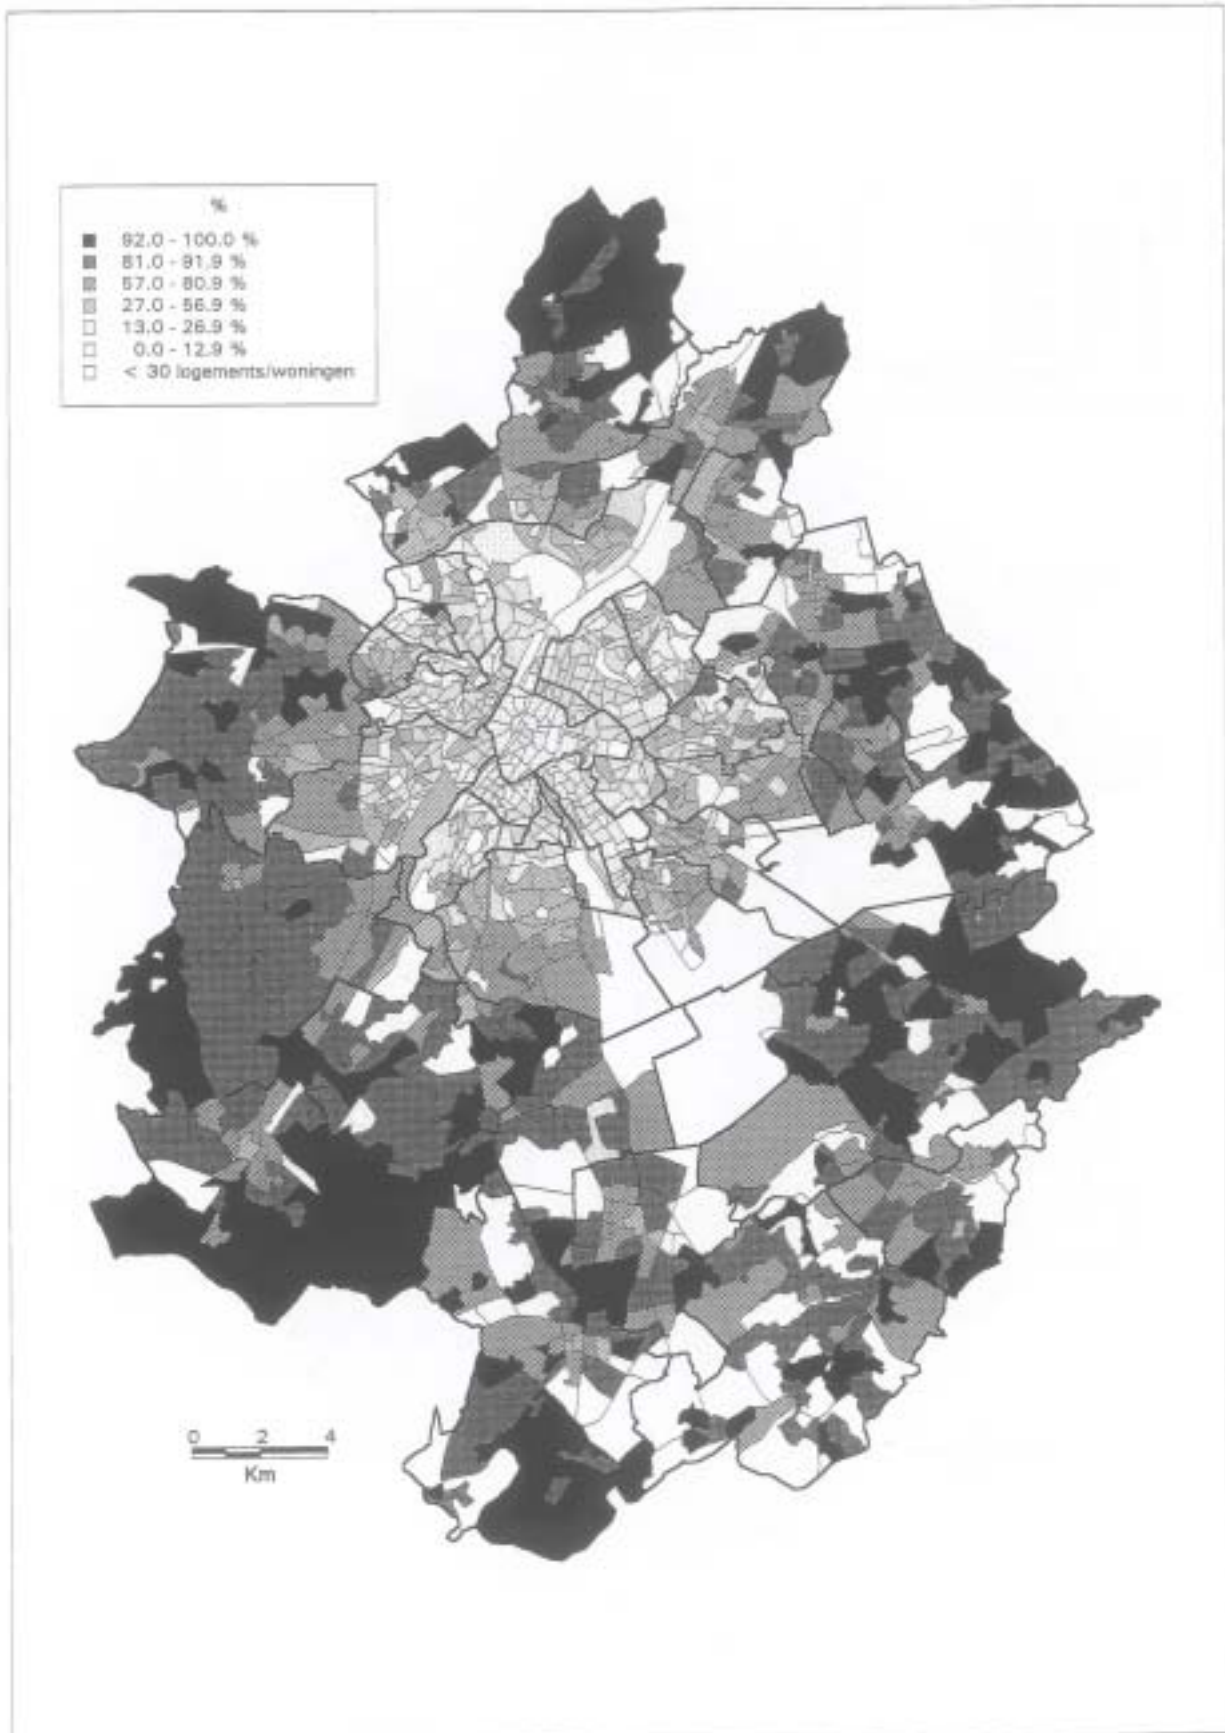 %
92.0 - 100.0 %
81.0 - 91.9 %
57.0 - 80.9 %
27.0 - 56.9 %
13.0 - 26.9 %
0.0 - 12.9 %
< 30 logements/woningen
0 2 4
Km